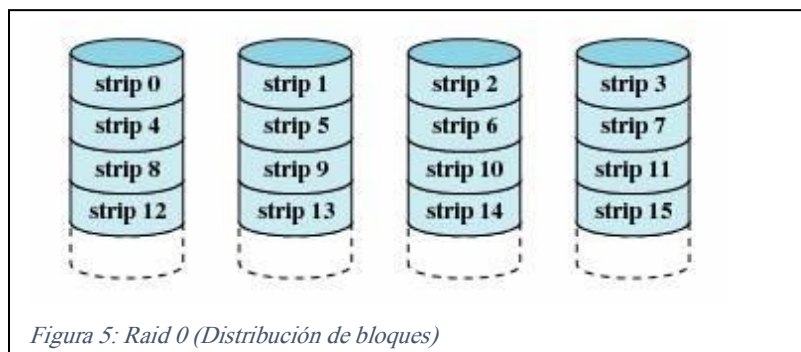 strip 0 strip 1 strip 2 strip 3
strip 4 strip 5 strip 6 strip 7
strip 8 strip 9 strip 10 strip 11
strip 12 strip 13 strip 14 strip 15
Figura 5: Raid 0 (Distribución de bloques)